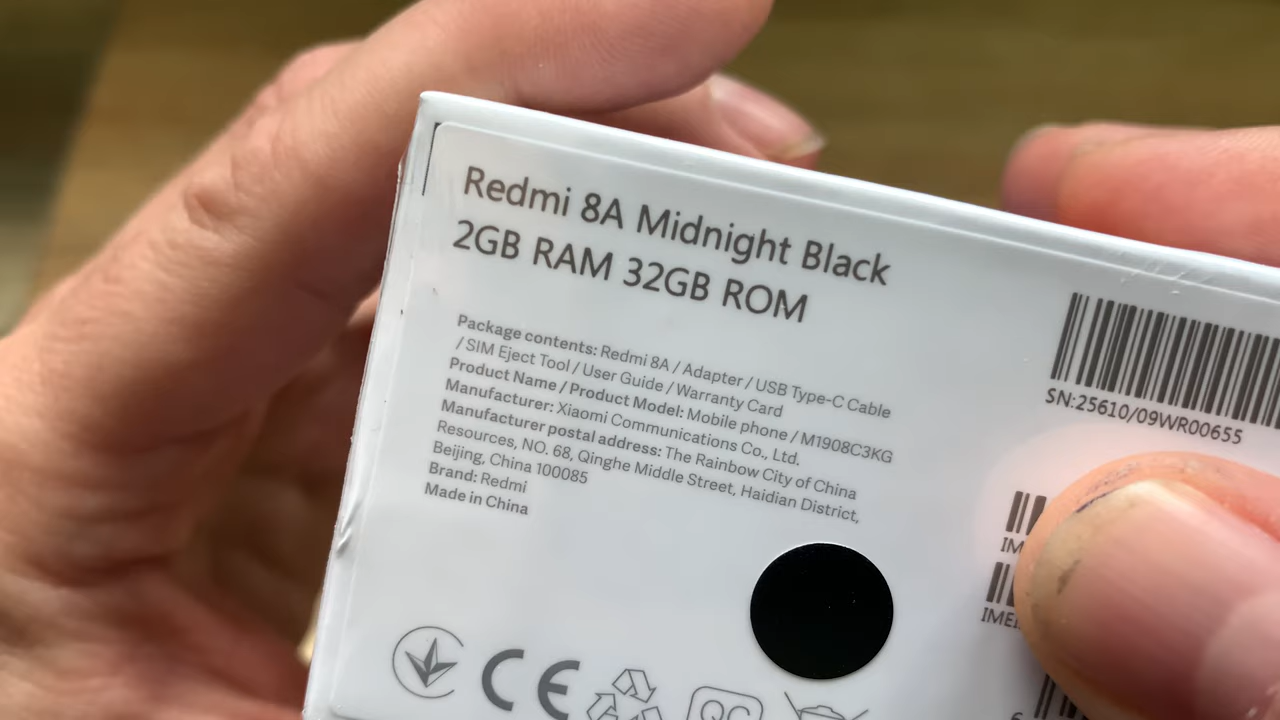 Redmi 8A Midnight Black
2GB RAM 32GB ROM
Package contents: Redmi 8A / Adapter / USB Type-C Cable
/ SIM Eject Tool / User Guide / Warranty Card
Product Name / Product Model: Mobile phone / M1908C3KG
Manufacturer: Xiaomi Communications Co., Ltd.
Manufacturer postal address: The Rainbow City of China
Resources, NO. 68, Qinghe Middle Street, Haidian District,
Beijing, China 100085
Brand: Redmi
Made in China
SN:25610/09WR00655
CE